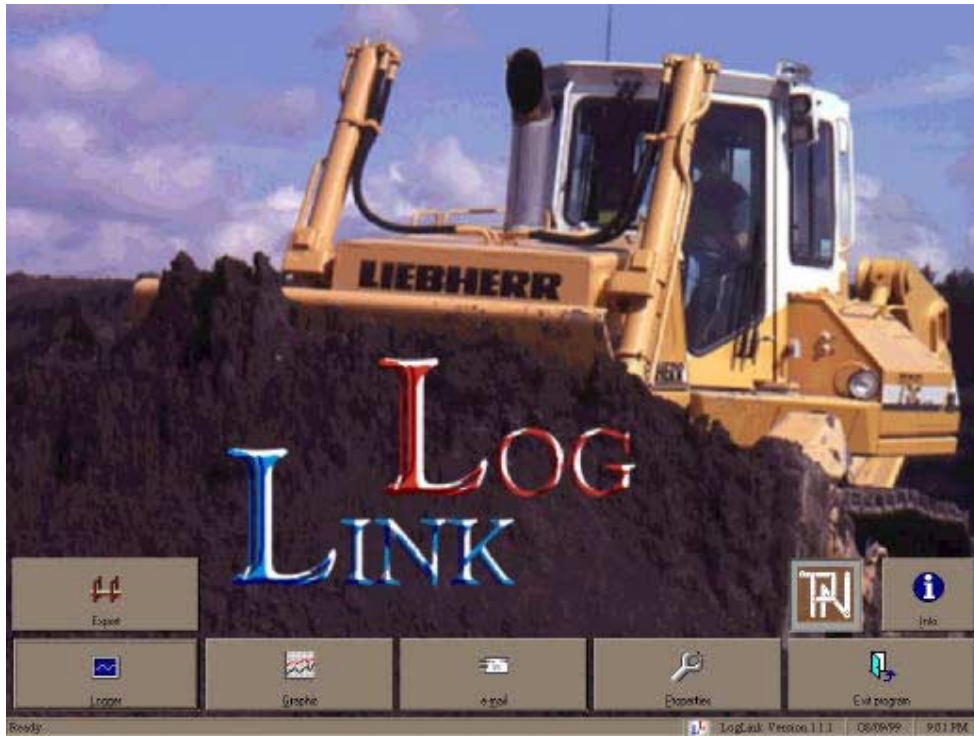 LIEBHERR
LOG
LINK
Export
Info
Logger
Graphic
e-mail
Properties
Exit program
Ready
LogLink Version 1.1.1
08/09/99
9:01 PM